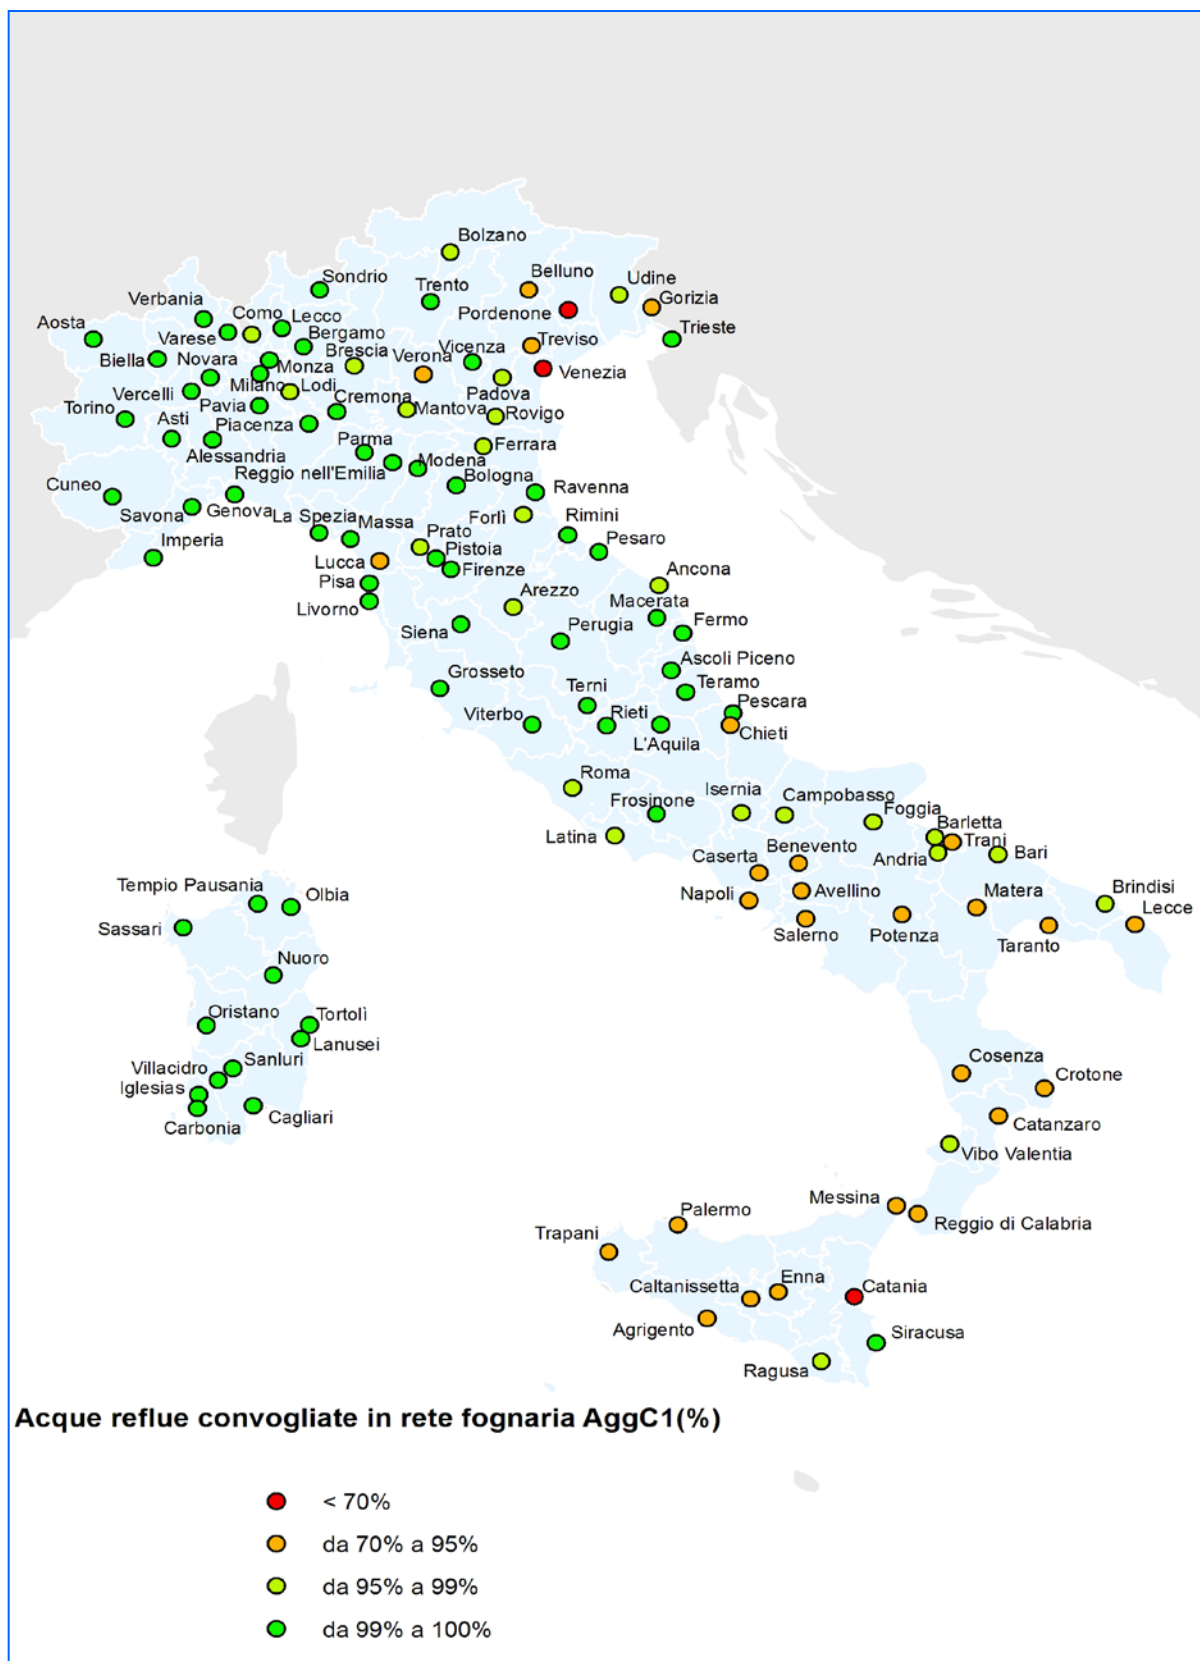 Bolzano
Sondrio
Trento
Belluno
Udine
Verbania
Pordenone
Gorizia
Aosta
Como
Lecco
Trieste
Varese
Bergamo
Treviso
Biella
Novara
Brescia
Verona
Vicenza
Monza
Venezia
Vercelli
Milano
Lodi
Padova
Torino
Pavia
Cremona
Mantova
Rovigo
Asti
Piacenza
Parma
Ferrara
Alessandria
Modena
Reggio nell'Emilia
Bologna
Cuneo
Ravenna
Savona
Genova
La Spezia
Massa
Forlì
Rimini
Imperia
Prato
Pesaro
Pistoia
Lucca
Firenze
Ancona
Pisa
Arezzo
Livorno
Macerata
Siena
Perugia
Fermo
Ascoli Piceno
Grosseto
Terni
Teramo
Pescara
Viterbo
Rieti
Chieti
L'Aquila
Roma
Isernia
Campobasso
Frosinone
Foggia
Barletta
Latina
Trani
Benevento
Caserta
Andria
Bari
Tempio Pausania
Olbia
Napoli
Avellino
Matera
Brindisi
Lecce
Sassari
Salerno
Potenza
Taranto
Nuoro
Oristano
Tortolì
Lanusei
Villacidro
Sanluri
Cosenza
Iglesias
Crotone
Cagliari
Carbonia
Catanzaro
Vibo Valentia
Messina
Palermo
Reggio di Calabria
Trapani
Enna
Caltanissetta
Catania
Agrigento
Siracusa
Ragusa
Acque reflue convogliate in rete fognaria AggC1(%)
< 70%
da 70% a 95%
da 95% a 99%
da 99% a 100%